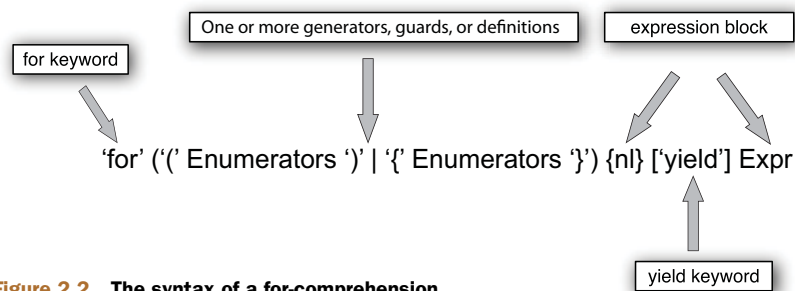 One or more generators, guards, or definitions
expression block
for keyword
‘for’ (‘(’ Enumerators ‘)’ | ‘{’ Enumerators ‘}’) {nl} [‘yield’] Expr
yield keyword
Figure 2.2 The syntax of a for-comprehension